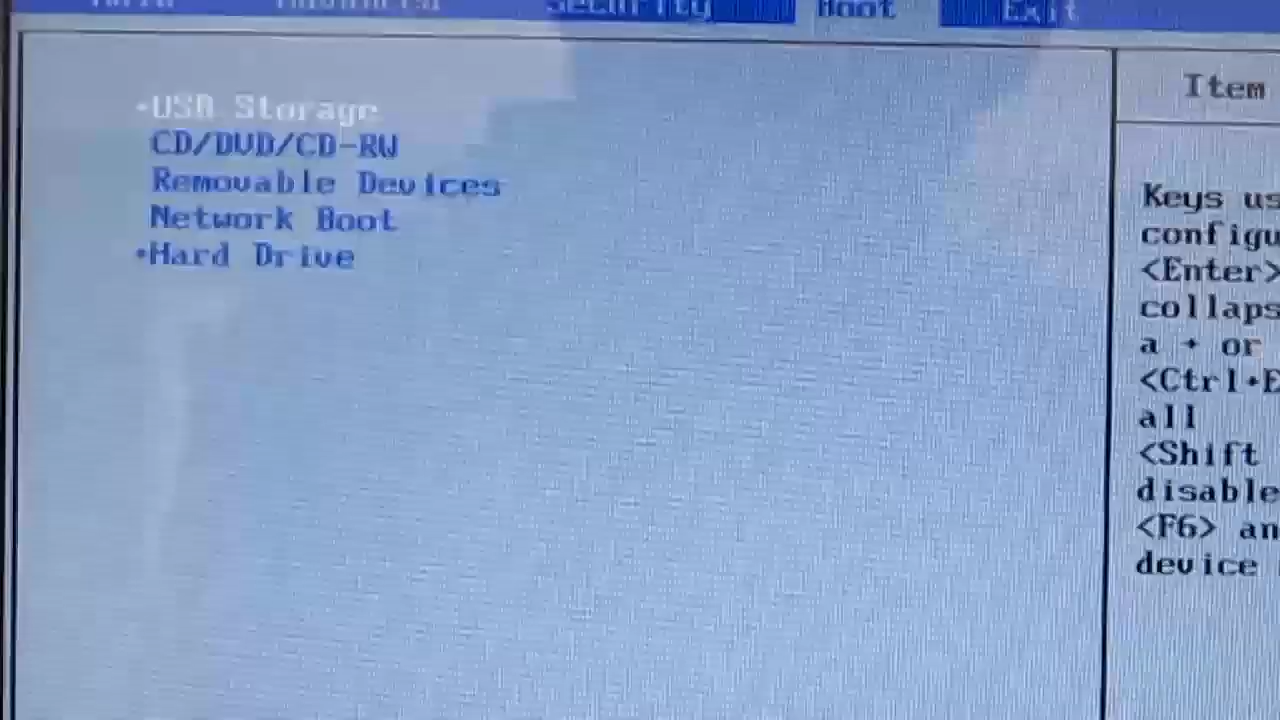 Security Boot Exit
Item
+USB Storage
CD/DVD/CD-RW
Removable Devices
Network Boot
+Hard Drive
Keys us
configu
<Enter>
collaps
a + or
<Ctrl+E
all
<Shift
disable
<F6> an
device